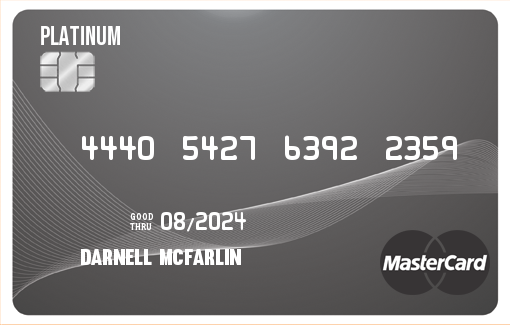 PLATINUM
4440 5427 6392 2359
GOOD THRU 08/2024
DARNELL MCFARLIN
MasterCard